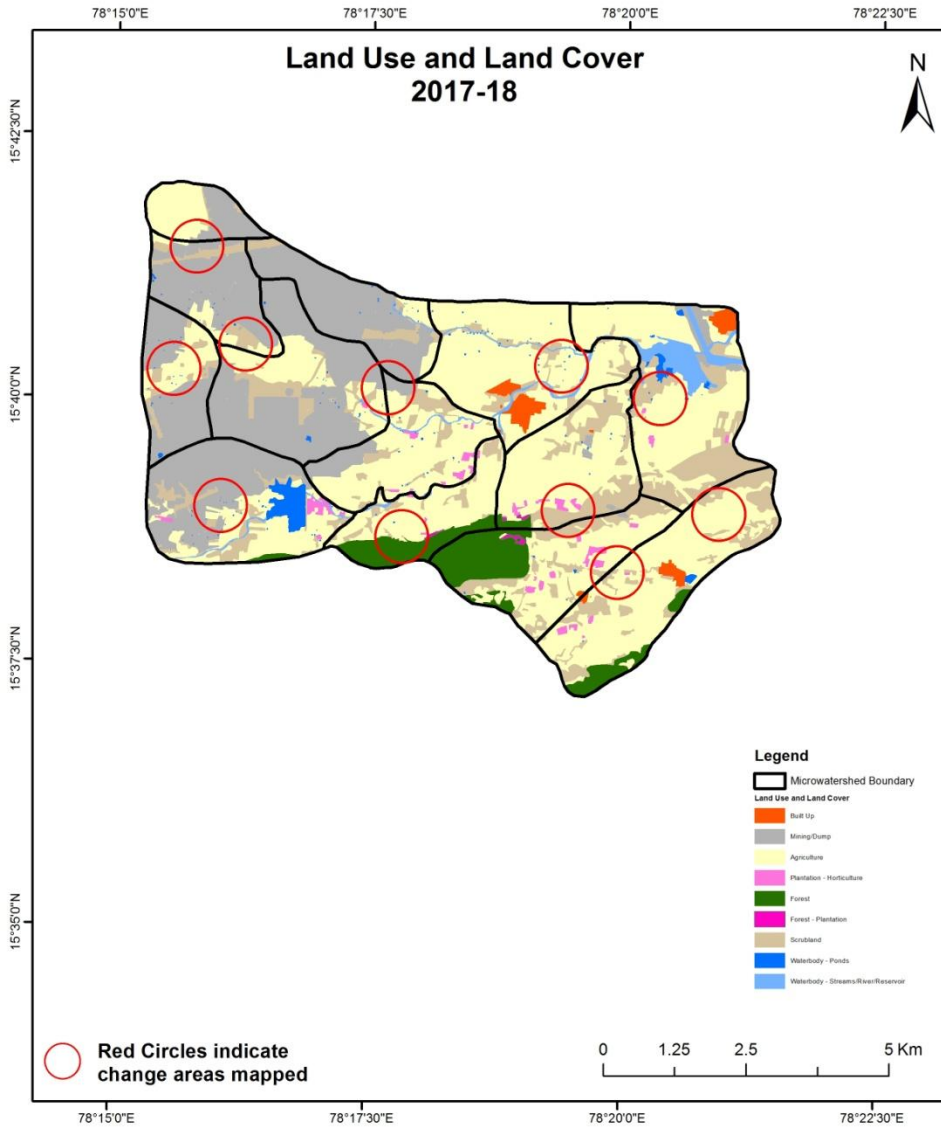 78°15'0"E 78°17'30"E 78°20'0"E 78°22'30"E
Land Use and Land Cover
2017-18
N
15°42'30"N
15°40'0"N
15°37'30"N
15°35'0"N
Legend
Microwatershed Boundary
Land Use and Land Cover
Built Up
Mining/Dump
Agriculture
Plantation - Horticulture
Forest
Forest - Plantation
Scrubland
Waterbody - Ponds
Waterbody - Streams/River/Reservoir
Red Circles indicate
change areas mapped
0 1.25 2.5 5 Km
78°15'0"E 78°17'30"E 78°20'0"E 78°22'30"E